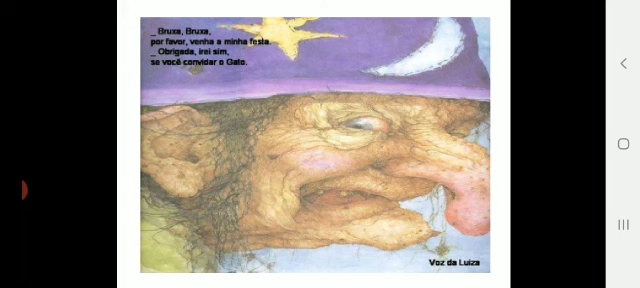 _ Bruxa, Bruxa,
por favor, venha a minha festa.
_ Obrigada, irei sim,
se você convidar o Gato.
Voz da Luiza